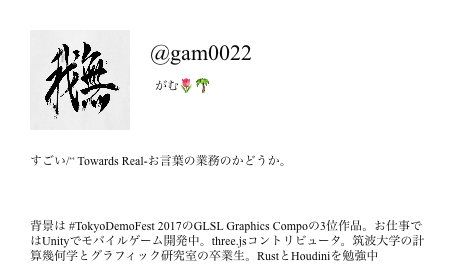 我無
@gam0022
がむ🌷🌴
すごい/“ Towards Real-お言葉の業務のかどうか。
背景は #TokyoDemoFest 2017のGLSL Graphics Compoの3位作品。お仕事で
はUnityでモバイルゲーム開発中。three.jsコントリビュータ。筑波大学の計
算幾何学とグラフィック研究室の卒業生。RustとHoudiniを勉強中